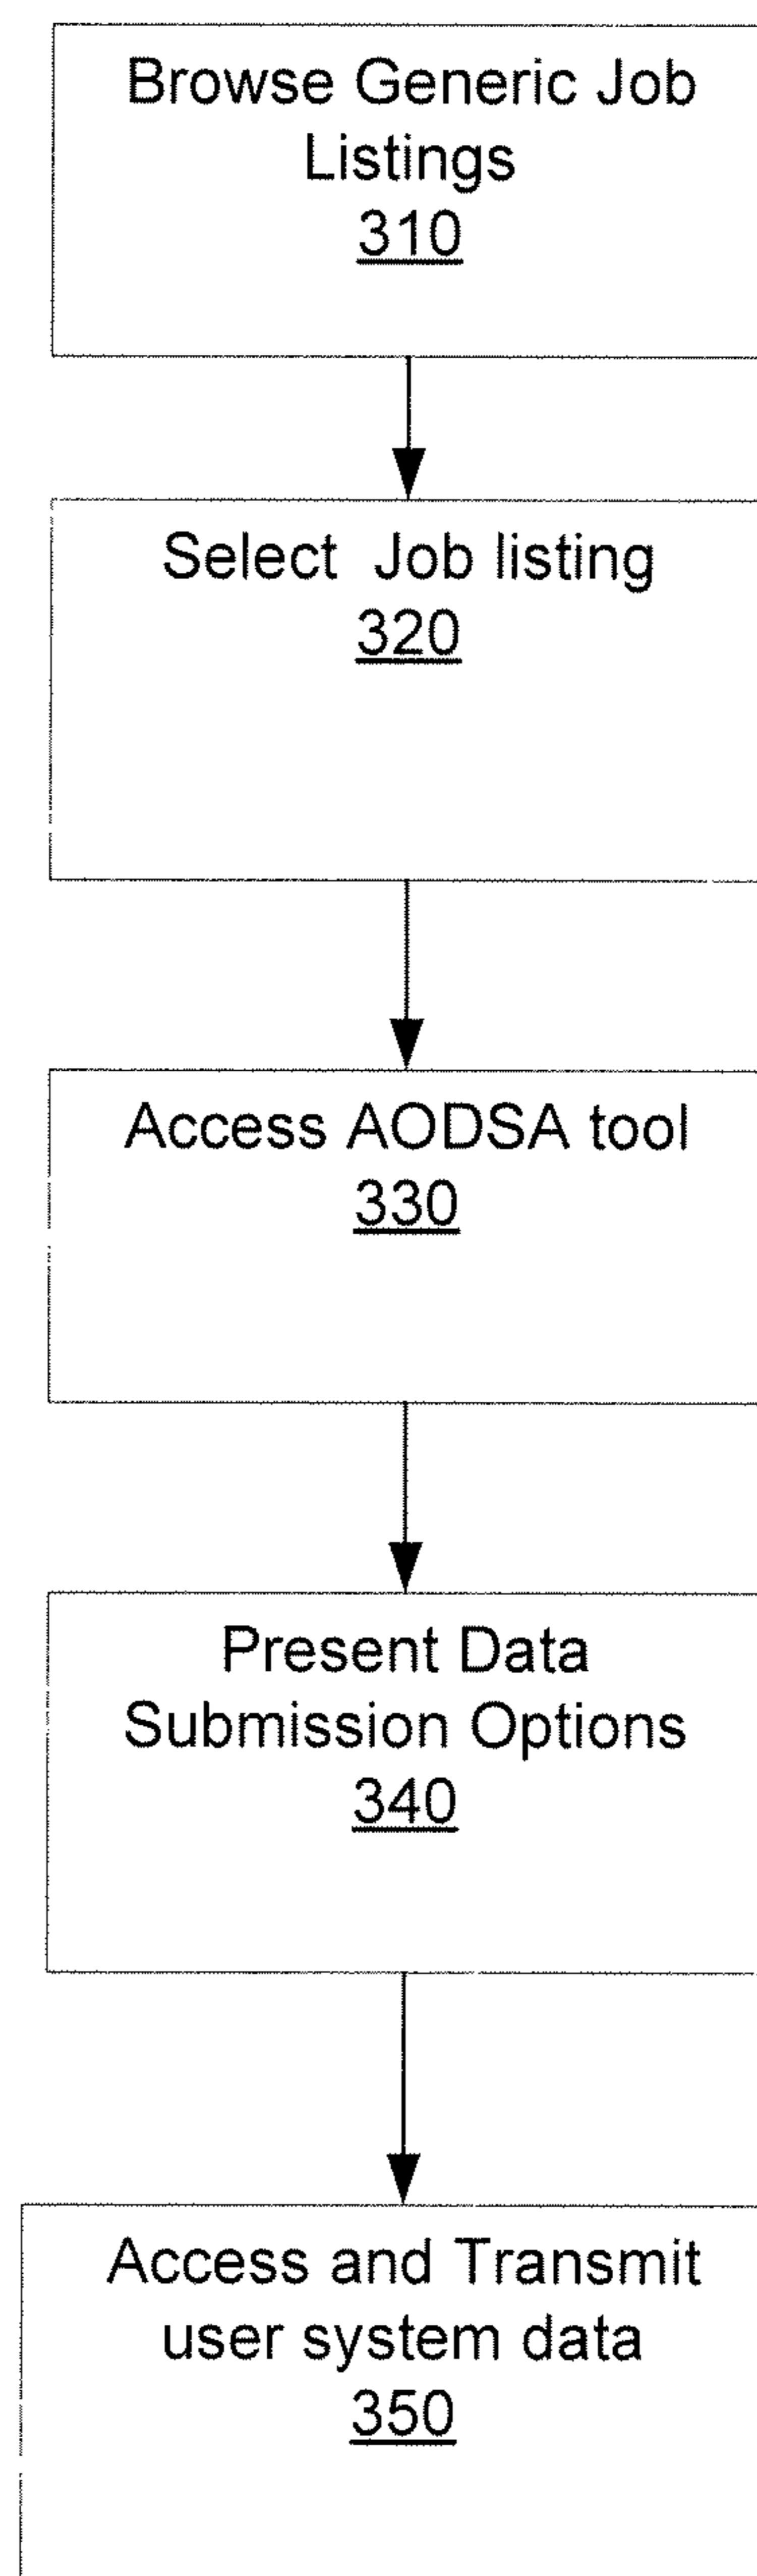 Browse Generic Job
Listings
310
Select  Job listing
320
Access AODSA tool
330
Present Data
Submission Options
340
Access and Transmit
user system data
350